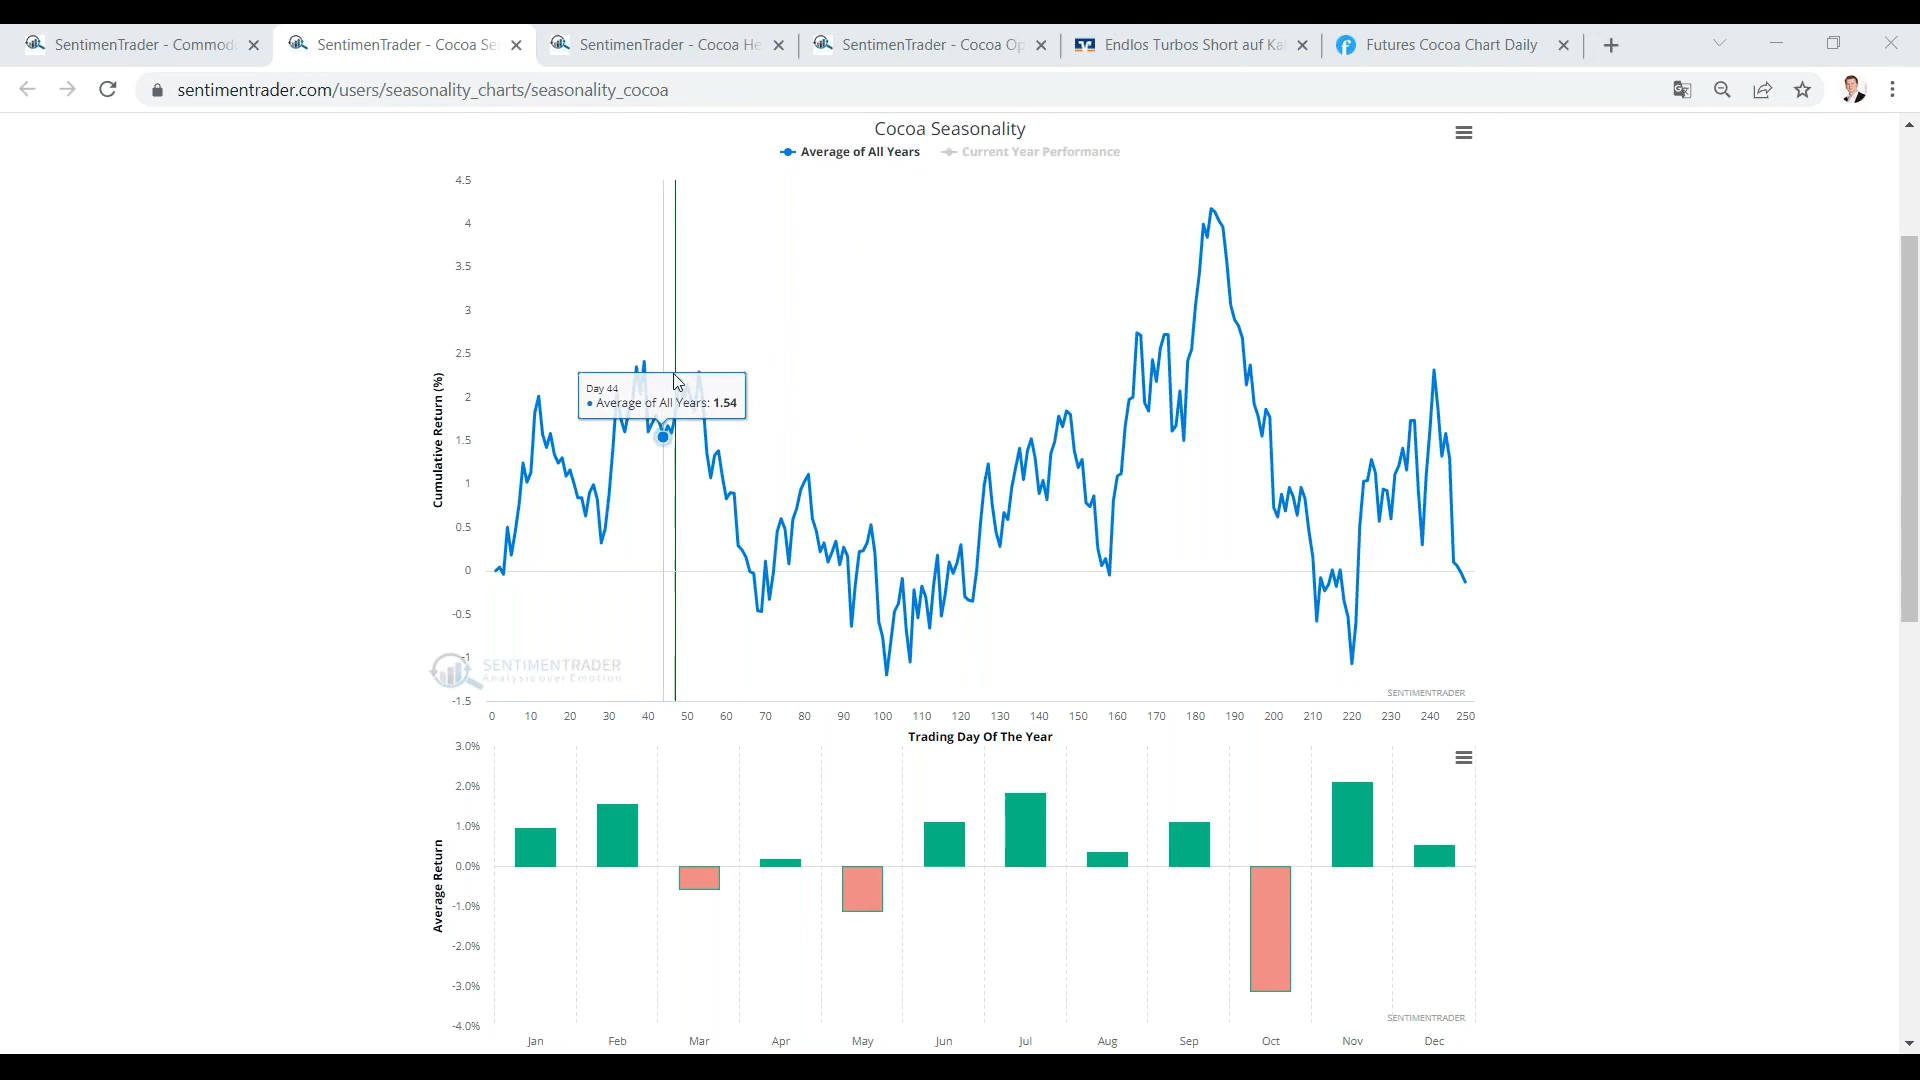 SentimenTrader - Commod
SentimenTrader - Cocoa Se
SentimenTrader - Cocoa He
SentimenTrader - Cocoa Op
Endlos Turbos Short auf Ka
Futures Cocoa Chart Daily
sentimentrader.com/users/seasonality_charts/seasonality_cocoa
Cocoa Seasonality
Average of All Years
Current Year Performance
4.5
4
3.5
3
2.5
2
1.5
1
0.5
0
-0.5
-1
-1.5
Cumulative Return (%)
Day 44
Average of All Years: 1.54
SENTIMENTRADER
Analysis over Emotion
SENTIMENTRADER
0 10 20 30 40 50 60 70 80 90 100 110 120 130 140 150 160 170 180 190 200 210 220 230 240 250
Trading Day Of The Year
3.0%
2.0%
1.0%
0.0%
-1.0%
-2.0%
-3.0%
-4.0%
Average Return
SENTIMENTRADER
Jan Feb Mar Apr May Jun Jul Aug Sep Oct Nov Dec